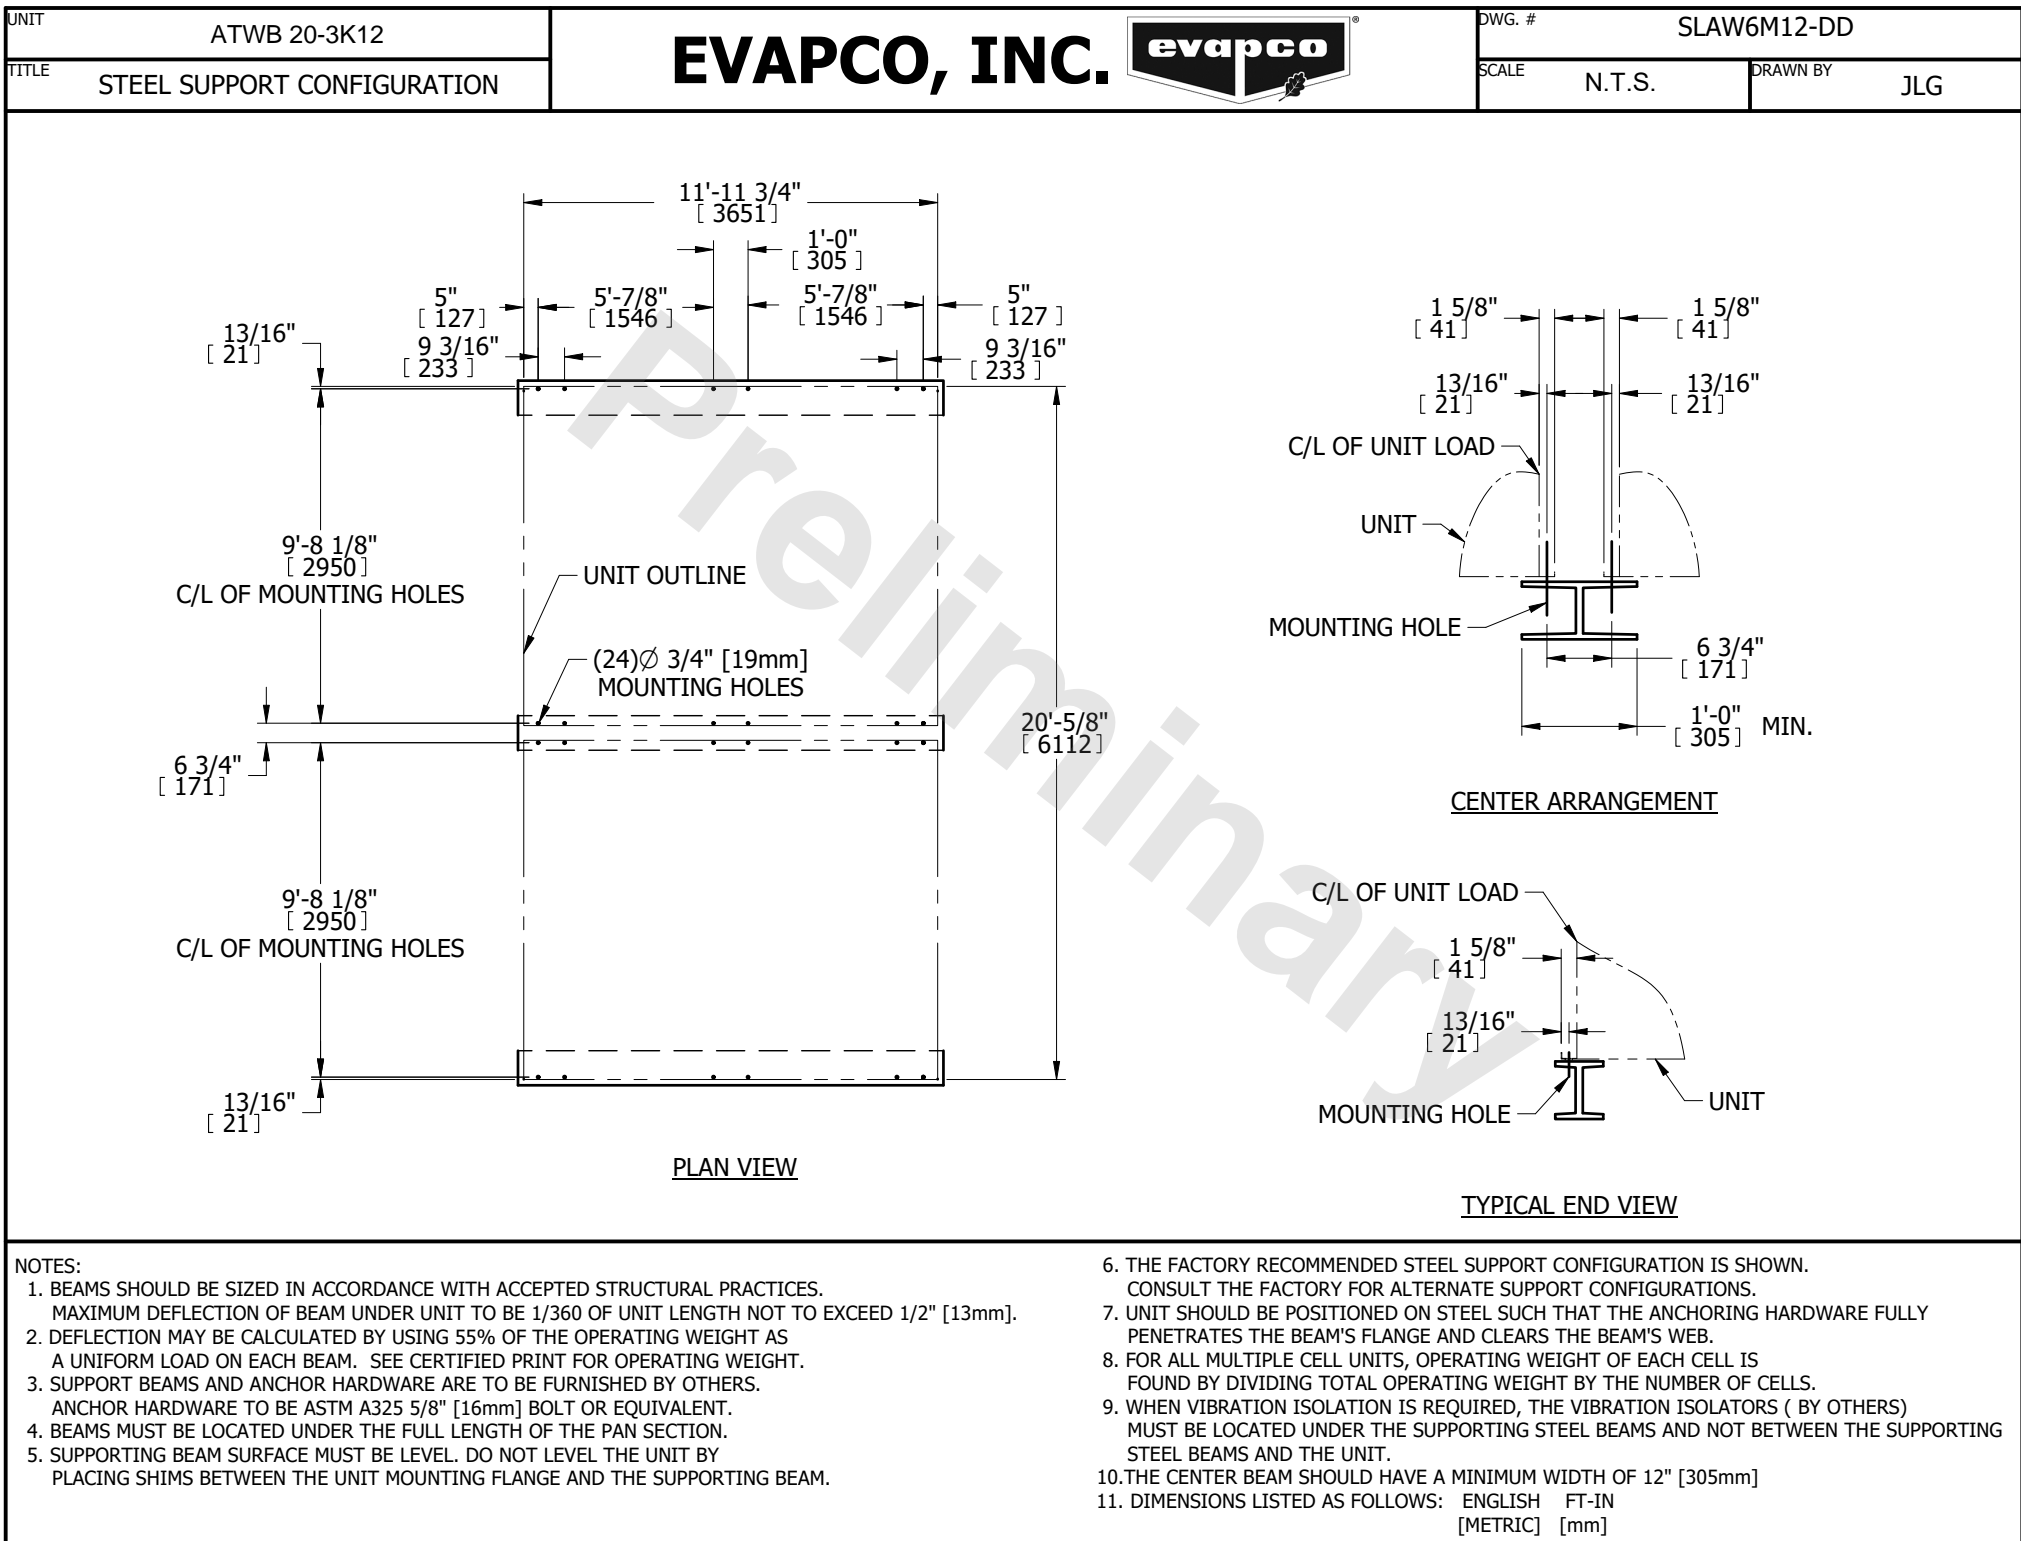 UNIT
ATWB 20-3K12
TITLE
STEEL SUPPORT CONFIGURATION
EVAPCO, INC.
evapco
®
DWG. #
SLAW6M12-DD
SCALE
N.T.S.
DRAWN BY
JLG
11'-11 3/4"
[ 3651 ]
1'-0"
[ 305 ]
5"
[ 127 ]
5'-7/8"
[ 1546 ]
5'-7/8"
[ 1546 ]
5"
[ 127 ]
13/16"
[ 21 ]
9 3/16"
[ 233 ]
9 3/16"
[ 233 ]
9'-8 1/8"
[ 2950 ]
C/L OF MOUNTING HOLES
UNIT OUTLINE
(24)Ø 3/4" [19mm]
MOUNTING HOLES
20'-5/8"
[ 6112 ]
6 3/4"
[ 171 ]
9'-8 1/8"
[ 2950 ]
C/L OF MOUNTING HOLES
13/16"
[ 21 ]
PLAN VIEW
1 5/8"
[ 41 ]
1 5/8"
[ 41 ]
13/16"
[ 21 ]
13/16"
[ 21 ]
C/L OF UNIT LOAD
UNIT
MOUNTING HOLE
6 3/4"
[ 171 ]
1'-0"
[ 305 ]
MIN.
CENTER ARRANGEMENT
C/L OF UNIT LOAD
1 5/8"
[ 41 ]
13/16"
[ 21 ]
MOUNTING HOLE
UNIT
TYPICAL END VIEW
Preliminary
NOTES:
1. BEAMS SHOULD BE SIZED IN ACCORDANCE WITH ACCEPTED STRUCTURAL PRACTICES.
MAXIMUM DEFLECTION OF BEAM UNDER UNIT TO BE 1/360 OF UNIT LENGTH NOT TO EXCEED 1/2" [13mm].
2. DEFLECTION MAY BE CALCULATED BY USING 55% OF THE OPERATING WEIGHT AS
A UNIFORM LOAD ON EACH BEAM. SEE CERTIFIED PRINT FOR OPERATING WEIGHT.
3. SUPPORT BEAMS AND ANCHOR HARDWARE ARE TO BE FURNISHED BY OTHERS.
ANCHOR HARDWARE TO BE ASTM A325 5/8" [16mm] BOLT OR EQUIVALENT.
4. BEAMS MUST BE LOCATED UNDER THE FULL LENGTH OF THE PAN SECTION.
5. SUPPORTING BEAM SURFACE MUST BE LEVEL. DO NOT LEVEL THE UNIT BY
PLACING SHIMS BETWEEN THE UNIT MOUNTING FLANGE AND THE SUPPORTING BEAM.
6. THE FACTORY RECOMMENDED STEEL SUPPORT CONFIGURATION IS SHOWN.
CONSULT THE FACTORY FOR ALTERNATE SUPPORT CONFIGURATIONS.
7. UNIT SHOULD BE POSITIONED ON STEEL SUCH THAT THE ANCHORING HARDWARE FULLY
PENETRATES THE BEAM'S FLANGE AND CLEARS THE BEAM'S WEB.
8. FOR ALL MULTIPLE CELL UNITS, OPERATING WEIGHT OF EACH CELL IS
FOUND BY DIVIDING TOTAL OPERATING WEIGHT BY THE NUMBER OF CELLS.
9. WHEN VIBRATION ISOLATION IS REQUIRED, THE VIBRATION ISOLATORS ( BY OTHERS)
MUST BE LOCATED UNDER THE SUPPORTING STEEL BEAMS AND NOT BETWEEN THE SUPPORTING
STEEL BEAMS AND THE UNIT.
10.THE CENTER BEAM SHOULD HAVE A MINIMUM WIDTH OF 12" [305mm]
11. DIMENSIONS LISTED AS FOLLOWS: ENGLISH FT-IN
[METRIC] [mm]